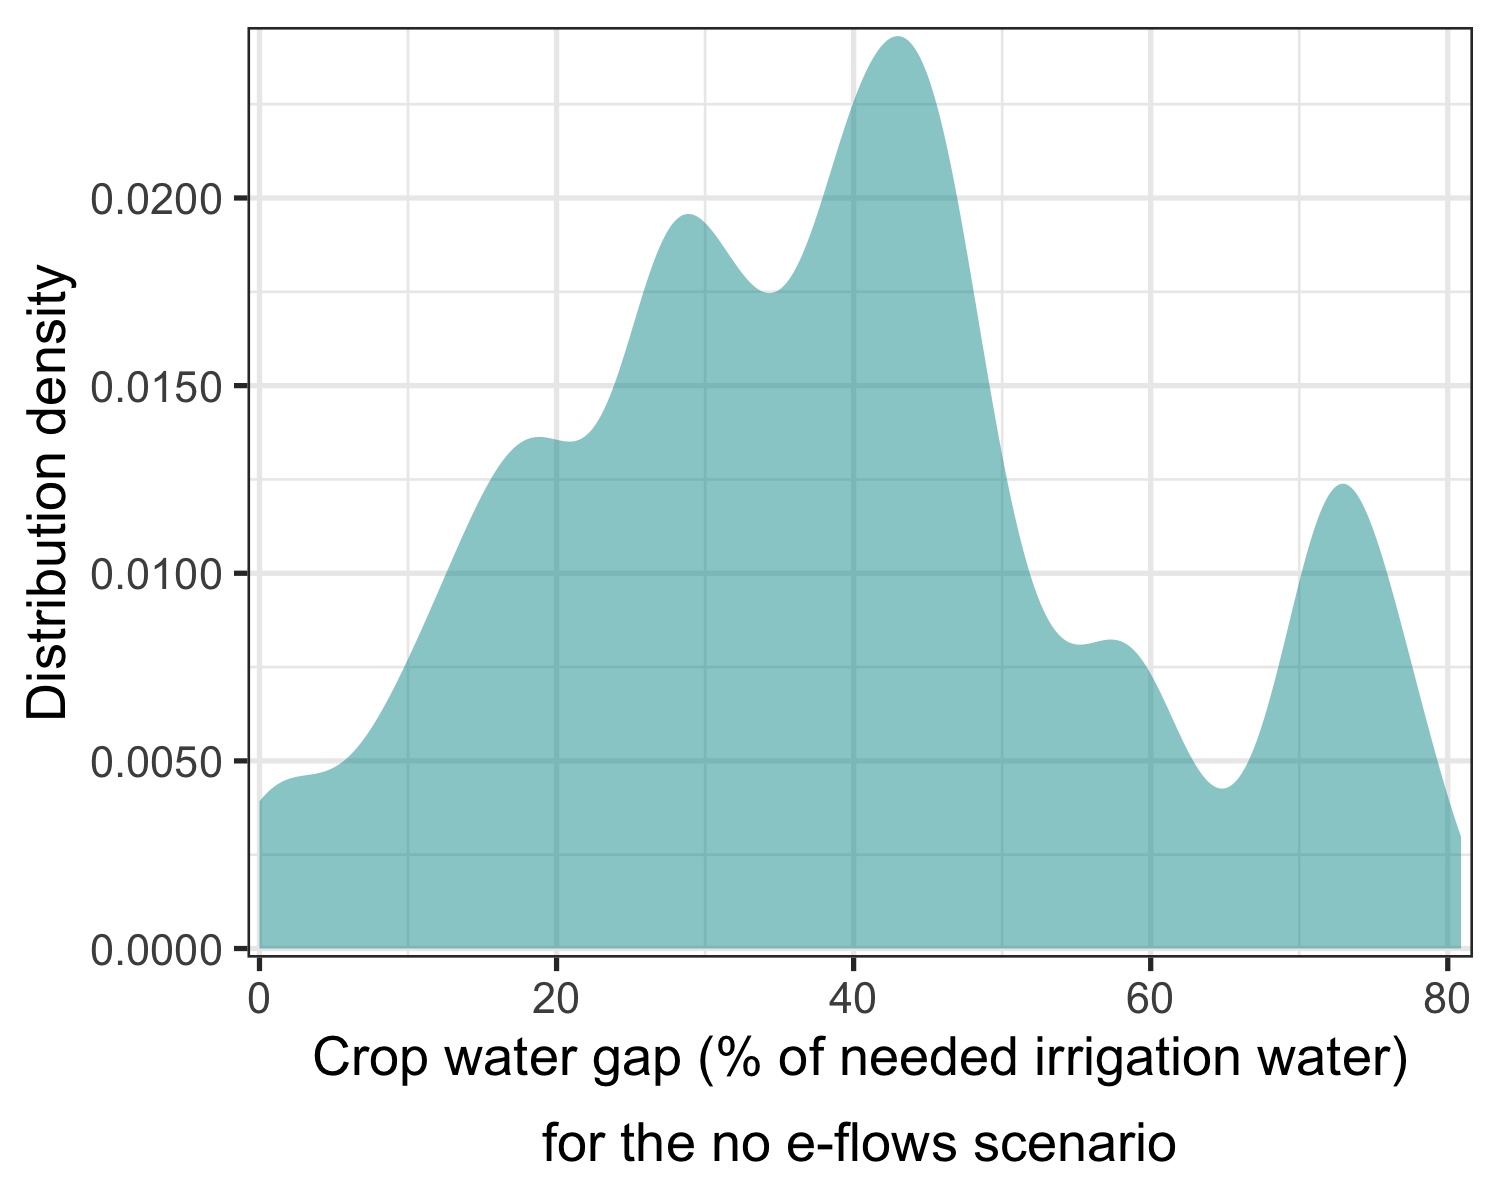 Distribution density
0.0200
0.0150
0.0100
0.0050
0.0000
0 20 40 60 80
Crop water gap (% of needed irrigation water)
for the no e-flows scenario